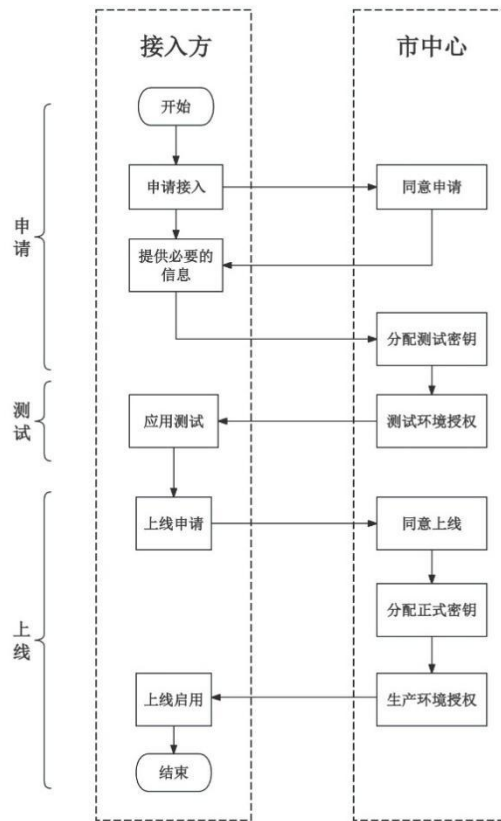 接入方
市中心
开始
申请接入
同意申请
申请
提供必要的
信息
分配测试密钥
测试
应用测试
测试环境授权
上线申请
同意上线
分配正式密钥
上线
上线启用
生产环境授权
结束